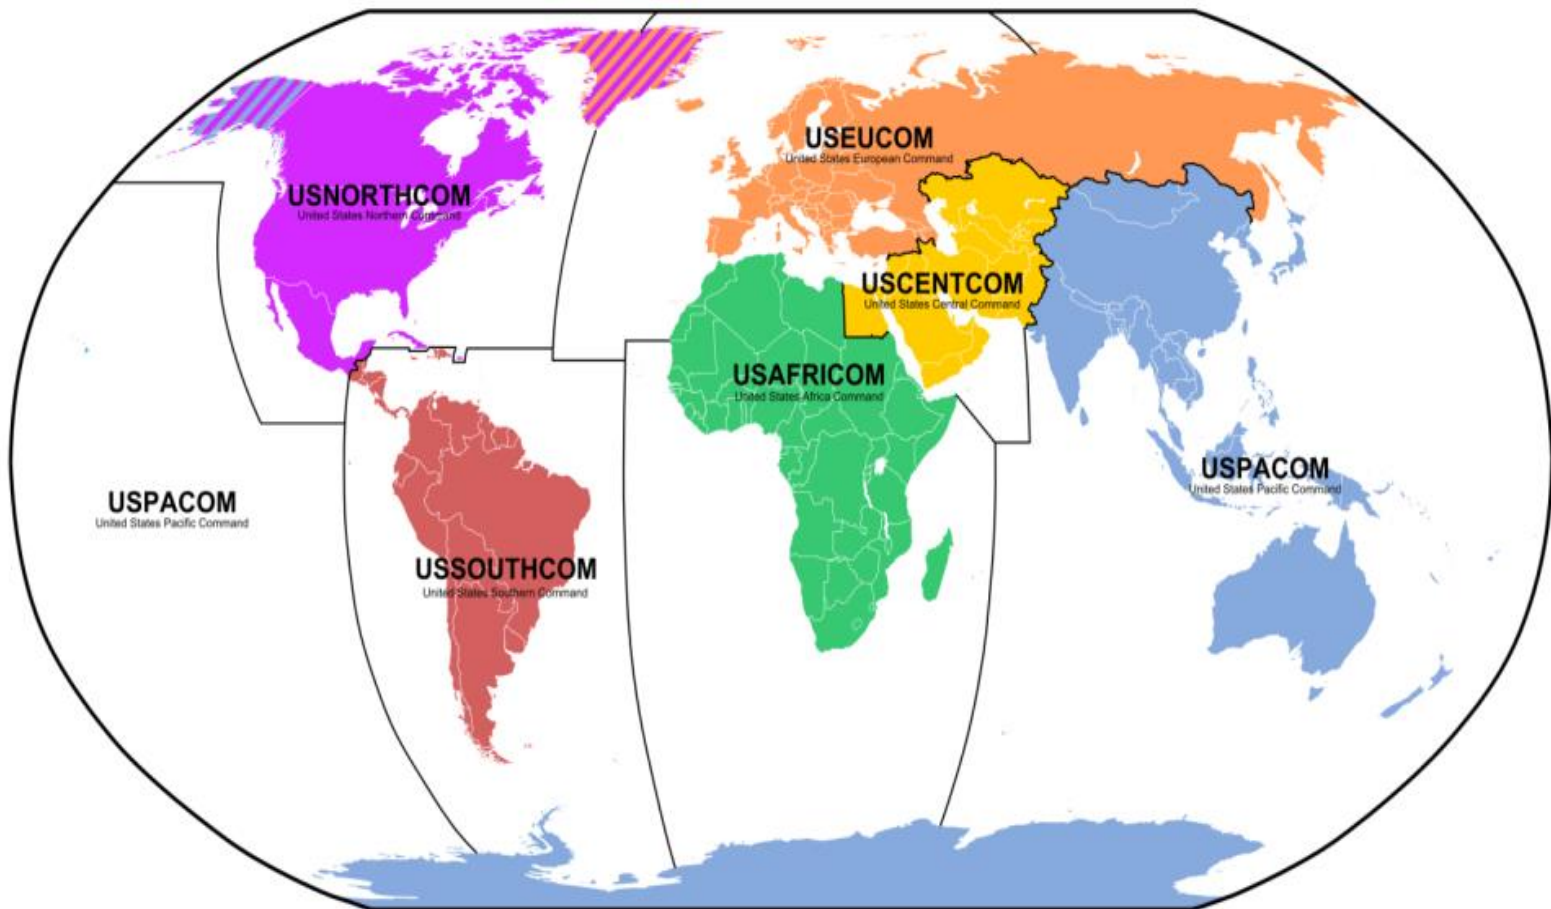 USEUCOM
United States European Command
USNORTHCOM
United States Northern Command
USCENTCOM
United States Central Command
USAFRICOM
United States Africa Command
USPACOM
United States Pacific Command
USPACOM
United States Pacific Command
USSOUTHCOM
United States Southern Command